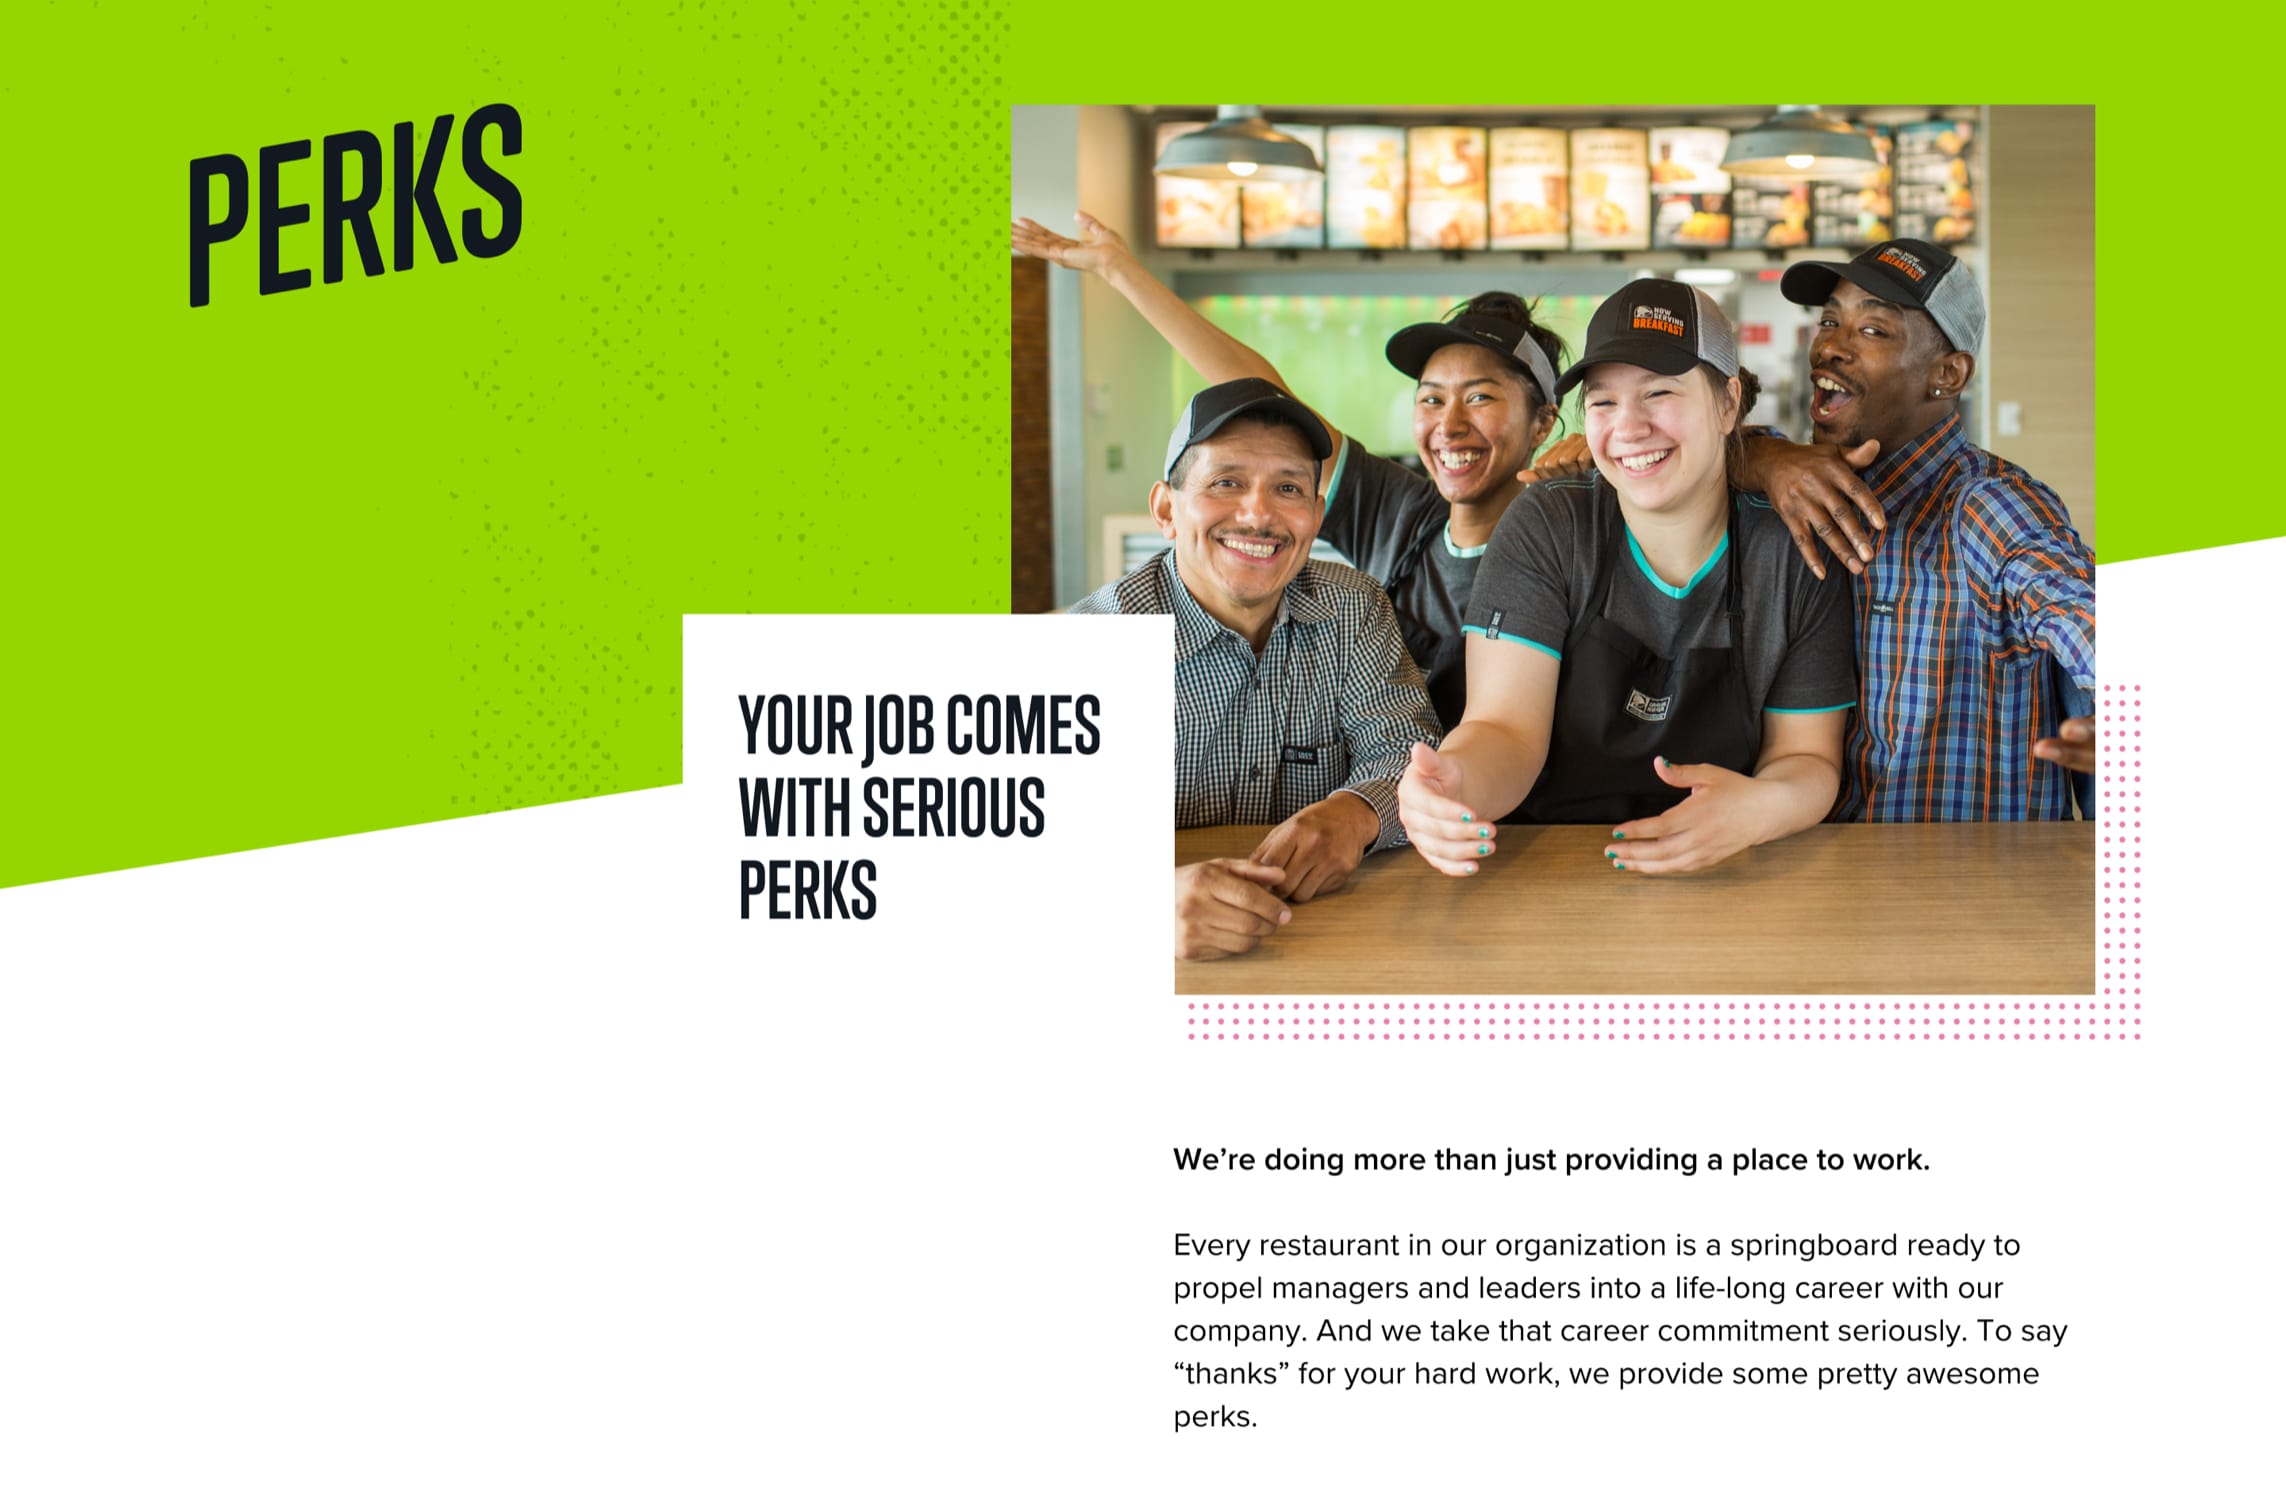 PERKS
NOW
SERVING
BREAKFAST
NOW
SERVING
BREAKFAST
YOUR JOB COMES
WITH SERIOUS
PERKS
We’re doing more than just providing a place to work.
Every restaurant in our organization is a springboard ready to
propel managers and leaders into a life-long career with our
company. And we take that career commitment seriously. To say
“thanks” for your hard work, we provide some pretty awesome
perks.